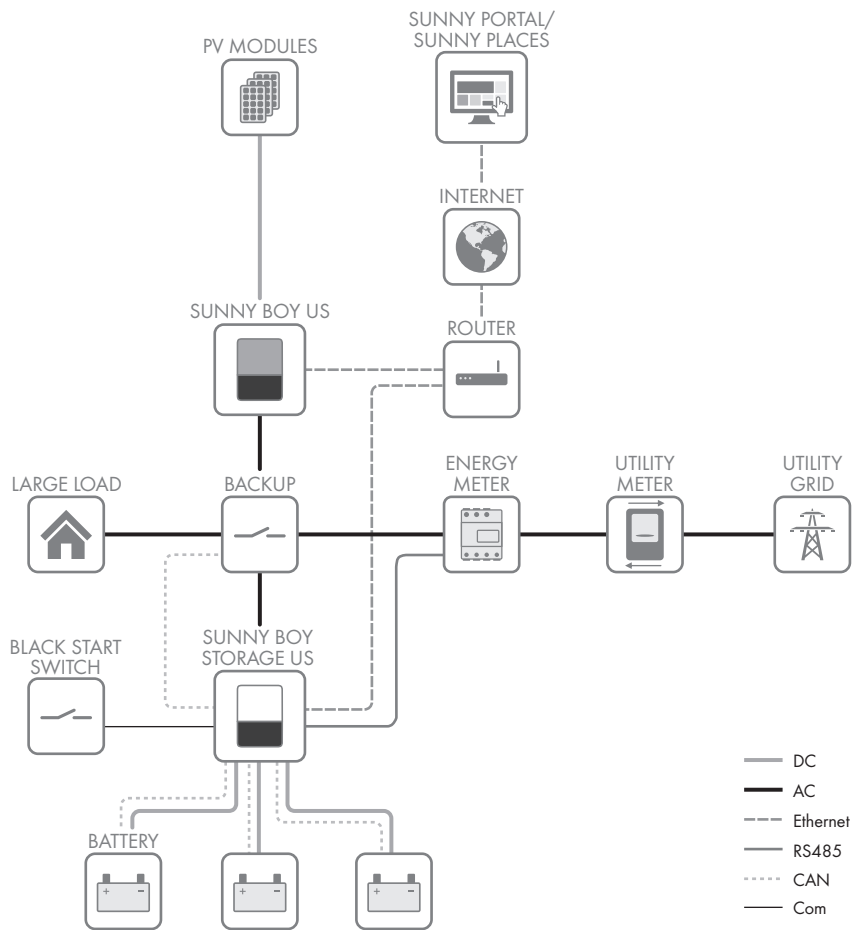 SUNNY PORTAL/
SUNNY PLACES
PV MODULES
INTERNET
SUNNY BOY US
ROUTER
LARGE LOAD
BACKUP
ENERGY
METER
UTILITY
METER
UTILITY
GRID
BLACK START
SWITCH
SUNNY BOY
STORAGE US
BATTERY
DC
AC
Ethernet
RS485
CAN
Com